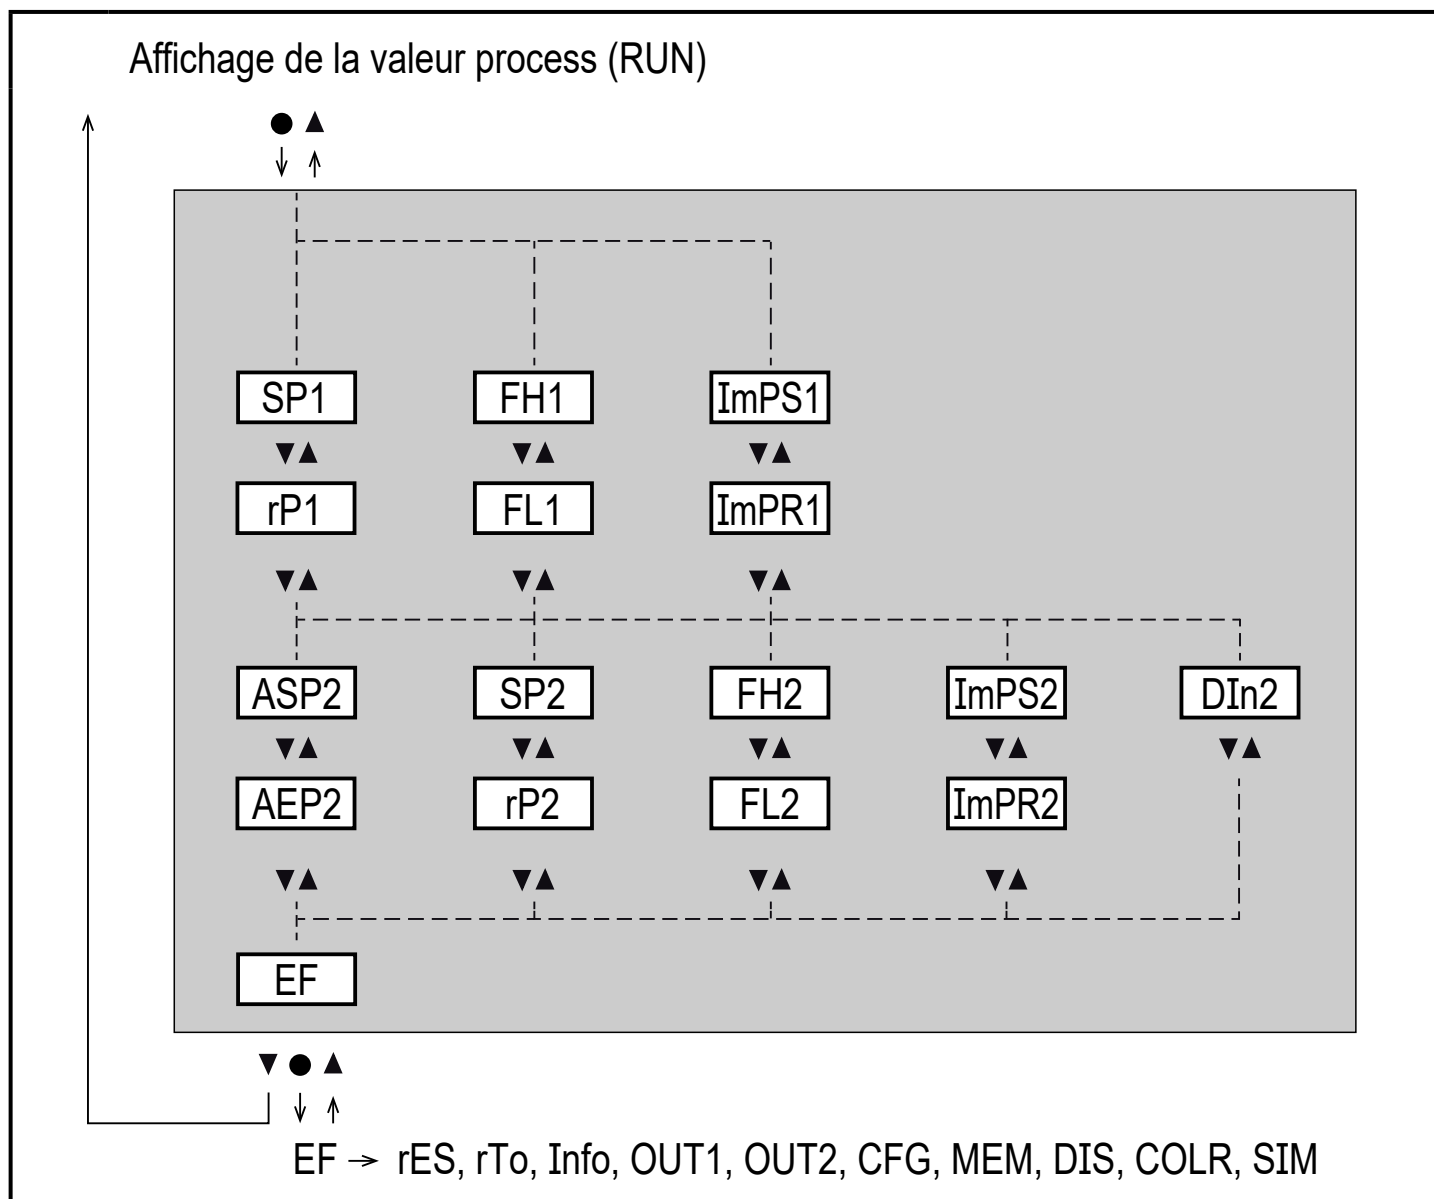 Affichage de la valeur process (RUN)
SP1 FH1 ImPS1
rP1 FL1 ImPR1
ASP2 SP2 FH2 ImPS2 DIn2
AEP2 rP2 FL2 ImPR2
EF
EF → rES, rTo, Info, OUT1, OUT2, CFG, MEM, DIS, COLR, SIM